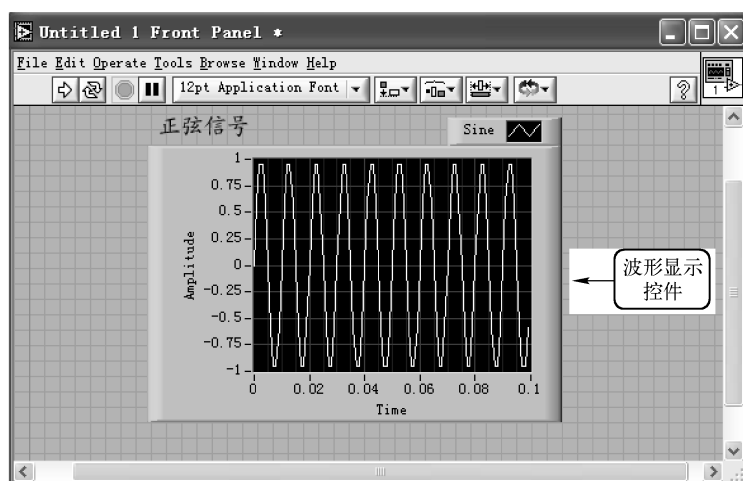 Untitled 1 Front Panel *
File Edit Operate Tools Browse Window Help
12pt Application Font
?
1
正弦信号
Sine
1
0.75
0.5
0.25
0
-0.25
-0.5
-0.75
-1
Amplitude
0 0.02 0.04 0.06 0.08 0.1
Time
波形显示
控件